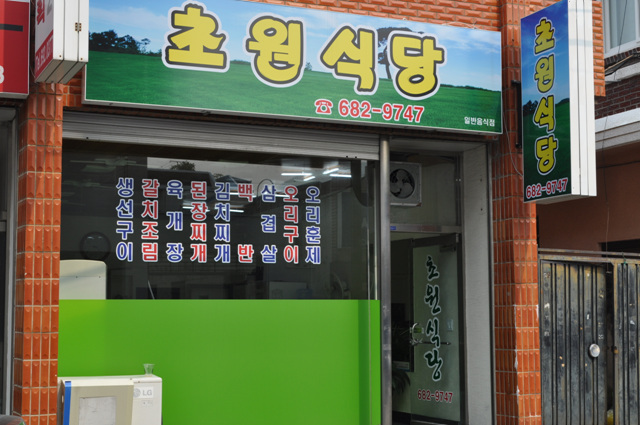 초원식당
☎ 682-9747
일반음식점
초원식당
682-9747
생선구이
갈치조림
육개장
된장찌개
김치찌개
백반
삼겹살
오리구이
오리훈제
초원식당
682-9747
LG